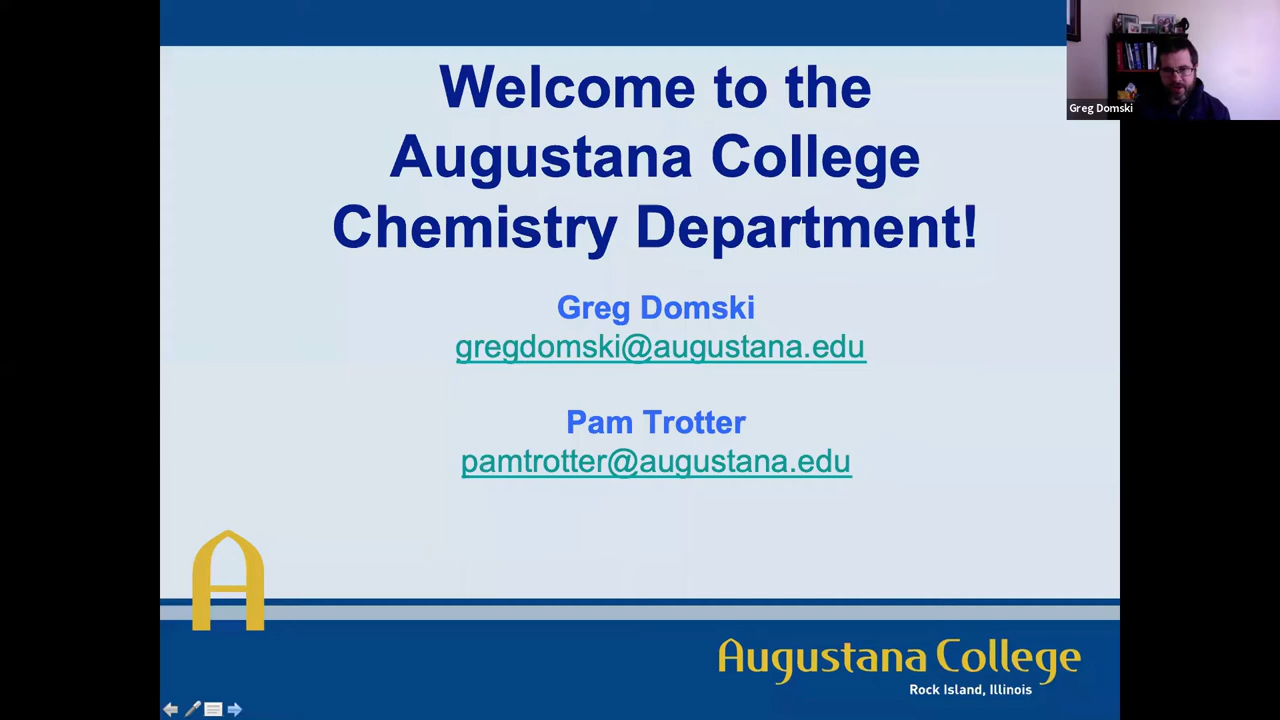 Welcome to the
Augustana College
Chemistry Department!
Greg Domski
gregdomski@augustana.edu
Pam Trotter
pamtrotter@augustana.edu
Augustana College
Rock Island, Illinois
Greg Domski